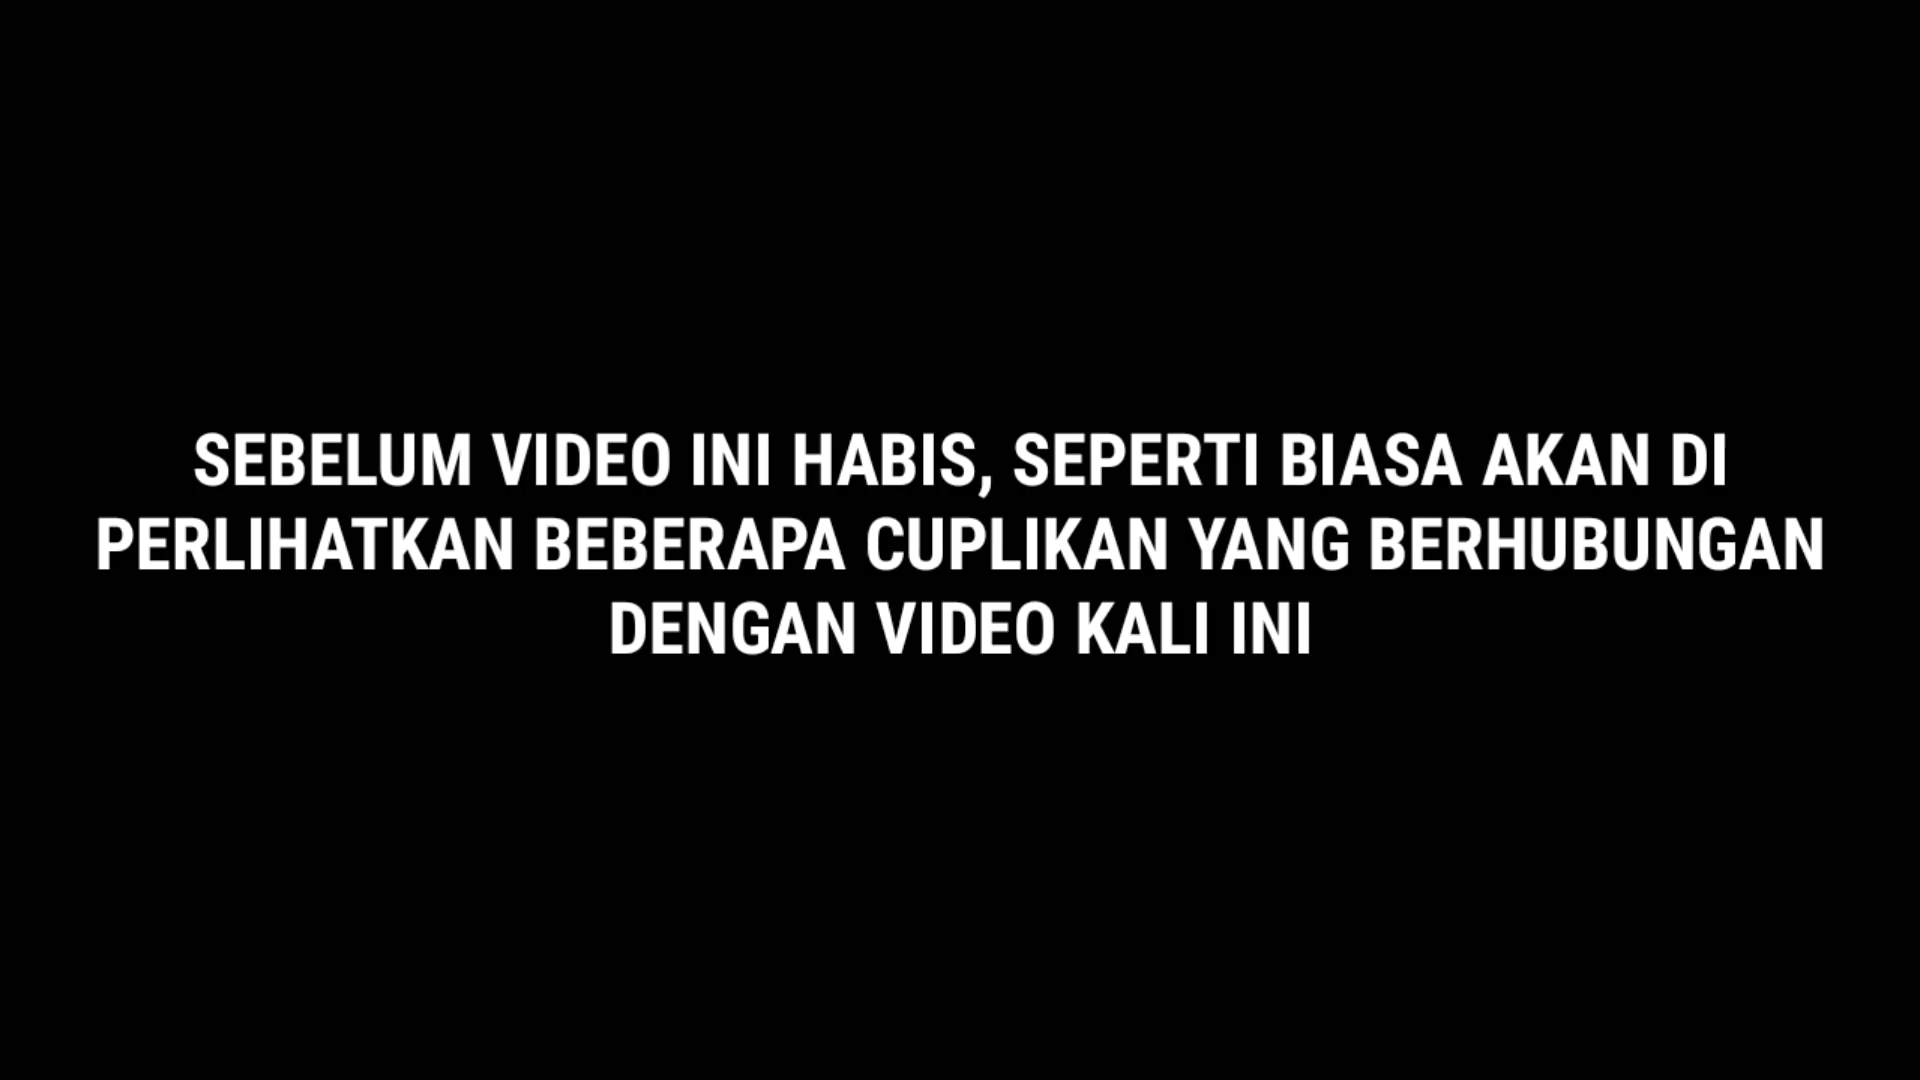 SEBELUM VIDEO INI HABIS, SEPERTI BIASA AKAN DI
PERLIHATKAN BEBERAPA CUPLIKAN YANG BERHUBUNGAN
DENGAN VIDEO KALI INI